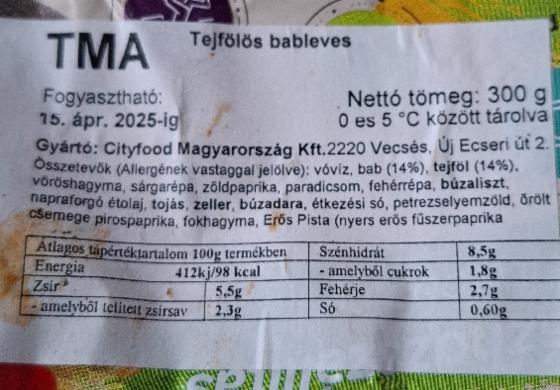 TMA
Tejfölös bableves
Fogyasztható:
15. ápr. 2025-ig
Nettó tömeg: 300 g
0 es 5 °C között tárolva
Gyártó: Cityfood Magyarország Kft.2220 Vecsés, Új Ecseri út 2.
Összetevők (Allergének vastaggal jelölve): vóvíz, bab (14%), tejföl (14%),
vöröshagyma, sárgarépa, zöldpaprika, paradicsom, fehérrépa, búzaliszt,
napraforgó étolaj, tojás, zeller, búzadara, étkezési só, petrezselyemzöld, őrölt
csemege pirospaprika, fokhagyma, Erős Pista (nyers erős fűszerpaprika
Átlagos tápértéktartalom 100g termékben
Energia 412kj/98 kcal
Zsír 5,5g
- amelyből telített zsírsav 2,3g
Szénhidrát 8,5g
- amelyből cukrok 1,8g
Fehérje 2,7g
Só 0,60g